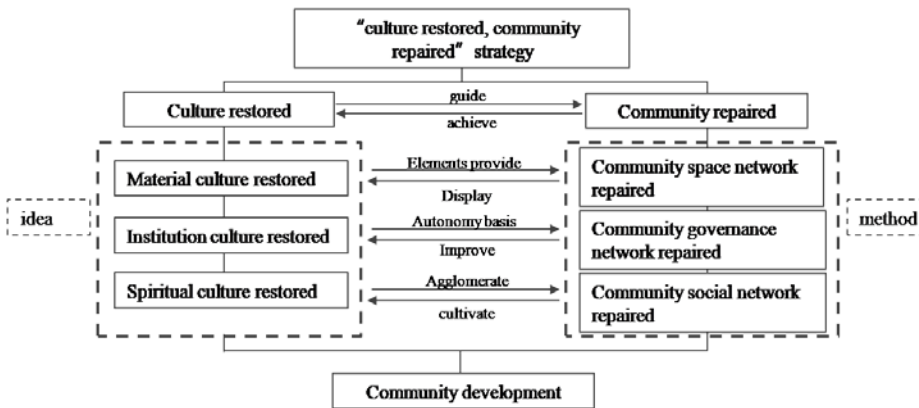 “culture restored, community
repaired” strategy
guide
Culture restored
Community repaired
achieve
Elements provide
Community space network
repaired
Material culture restored
Display
idea
Autonomy basis
Institution culture restored
Community governance
network repaired
method
Improve
Agglomerate
Spiritual culture restored
Community social network
repaired
cultivate
Community development